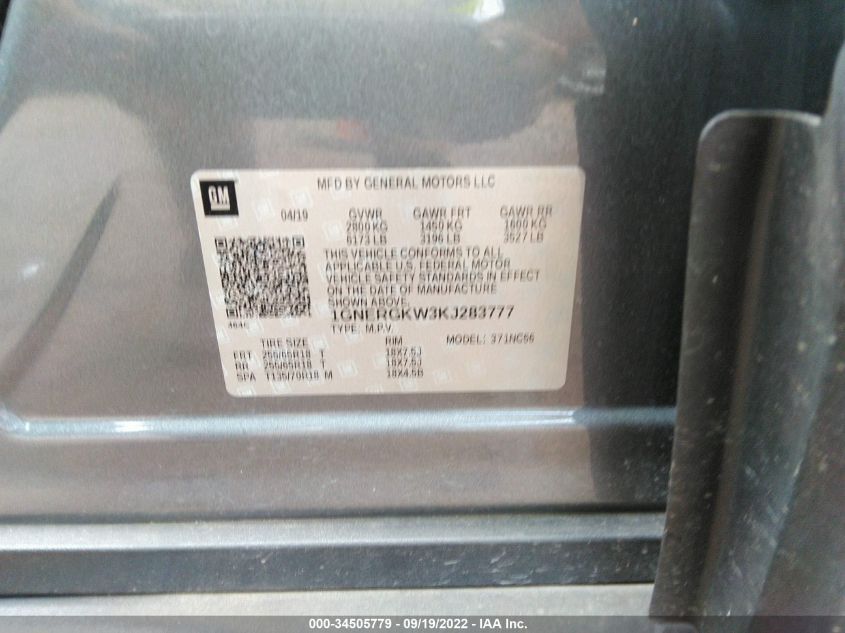 MFD BY GENERAL MOTORS LLC
GM
04/19 GVWR GAWR FRT GAWR RR
2800 KG 1450 KG 1600 KG
6173 LB 3196 LB 3527 LB
THIS VEHICLE CONFORMS TO ALL
APPLICABLE U.S. FEDERAL MOTOR
VEHICLE SAFETY STANDARDS IN EFFECT
ON THE DATE OF MANUFACTURE
SHOWN ABOVE.
1GNERGKW3KJ283777
TYPE: M.P.V. MODEL: 371NC56
TIRE SIZE RIM
FRT 255/65R18 T 18X7.5J
RR 255/65R18 T 18X7.5J
SPA T135/70R18 M 18X4.5B
000-34505779 - 09/19/2022 - IAA Inc.